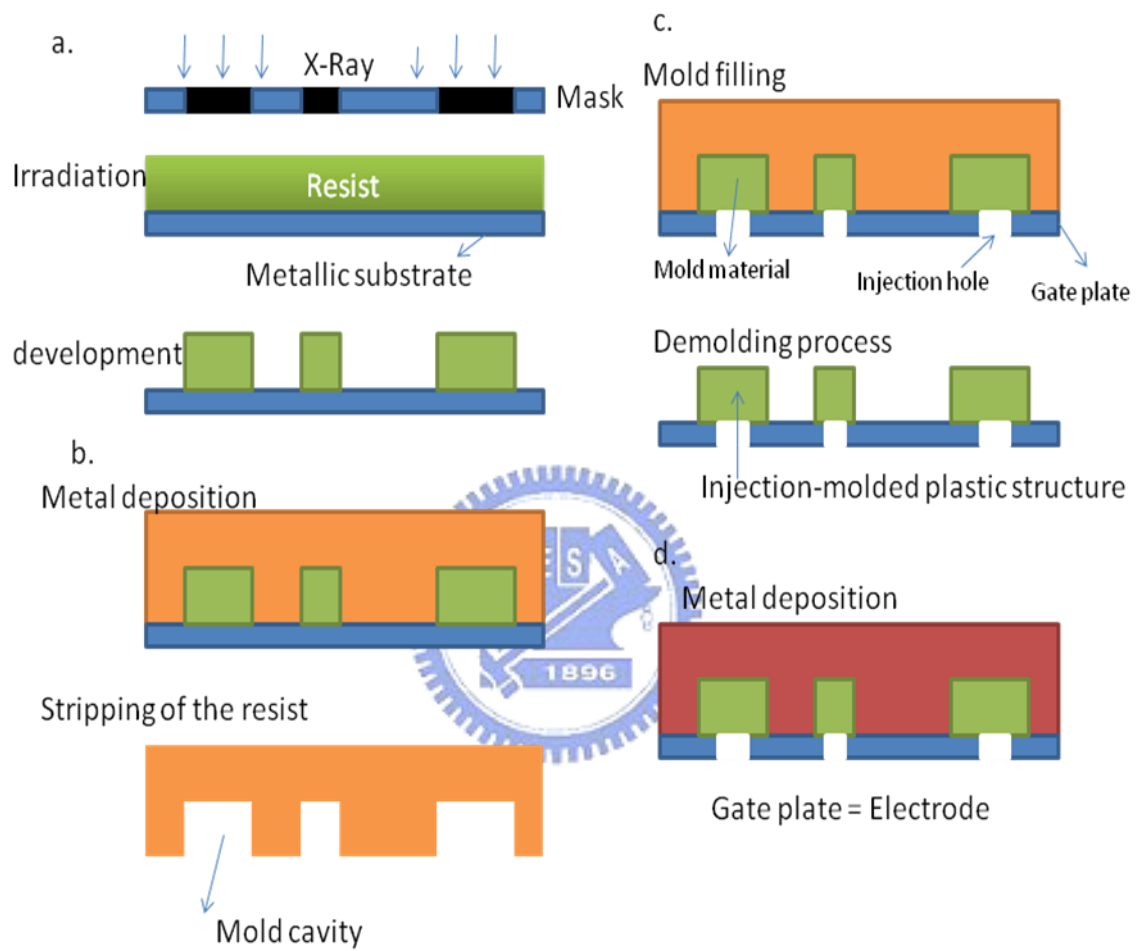 a.
X-Ray
Mask
Irradiation
Resist
Metallic substrate
development
b.
Metal deposition
Stripping of the resist
Mold cavity
c.
Mold filling
Mold material
Injection hole
Gate plate
Demolding process
Injection-molded plastic structure
d.
Metal deposition
Gate plate = Electrode
E S A
1896